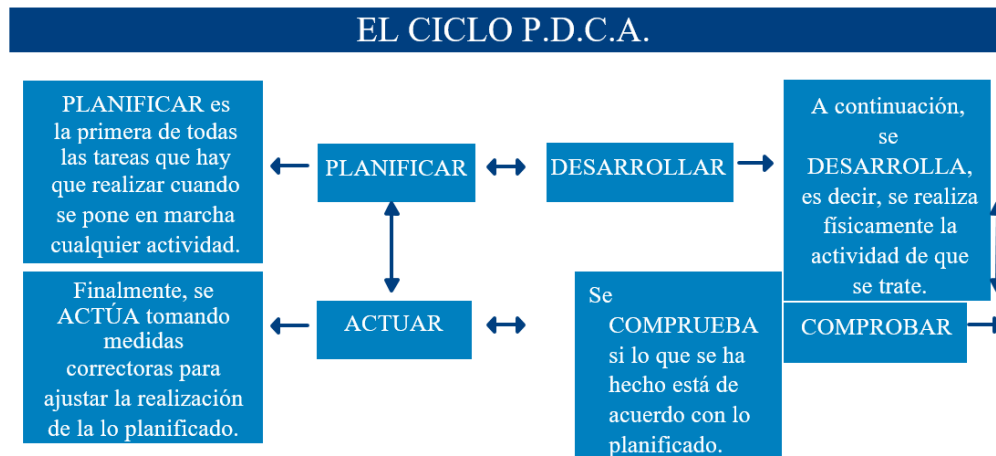 EL CICLO P.D.C.A.
PLANIFICAR es
la primera de todas
las tareas que hay
que realizar cuando
se pone en marcha
cualquier actividad.
PLANIFICAR
DESARROLLAR
A continuación,
se
DESARROLLA,
es decir, se realiza
físicamente la
actividad de que
se trate.
Finalmente, se
ACTÚA tomando
medidas
correctoras para
ajustar la realización
de la lo planificado.
ACTUAR
Se
COMPRUEBA
si lo que se ha
hecho está de
acuerdo con lo
planificado.
COMPROBAR